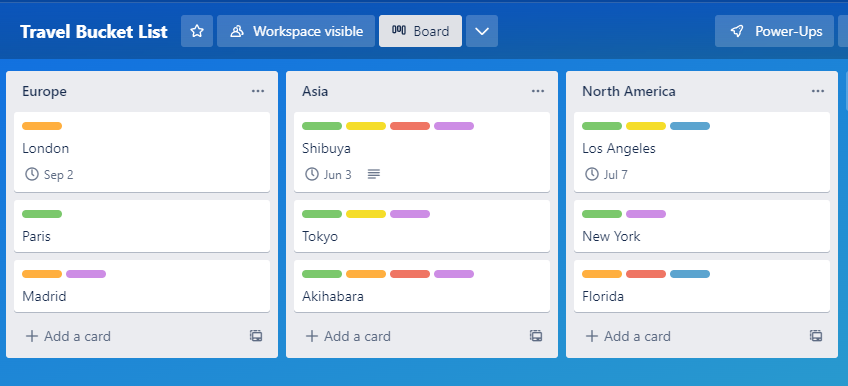 Travel Bucket List
Workspace visible
Board
Power-Ups
Europe
London
Sep 2
Paris
Madrid
Add a card
Asia
Shibuya
Jun 3
Tokyo
Akihabara
Add a card
North America
Los Angeles
Jul 7
New York
Florida
Add a card